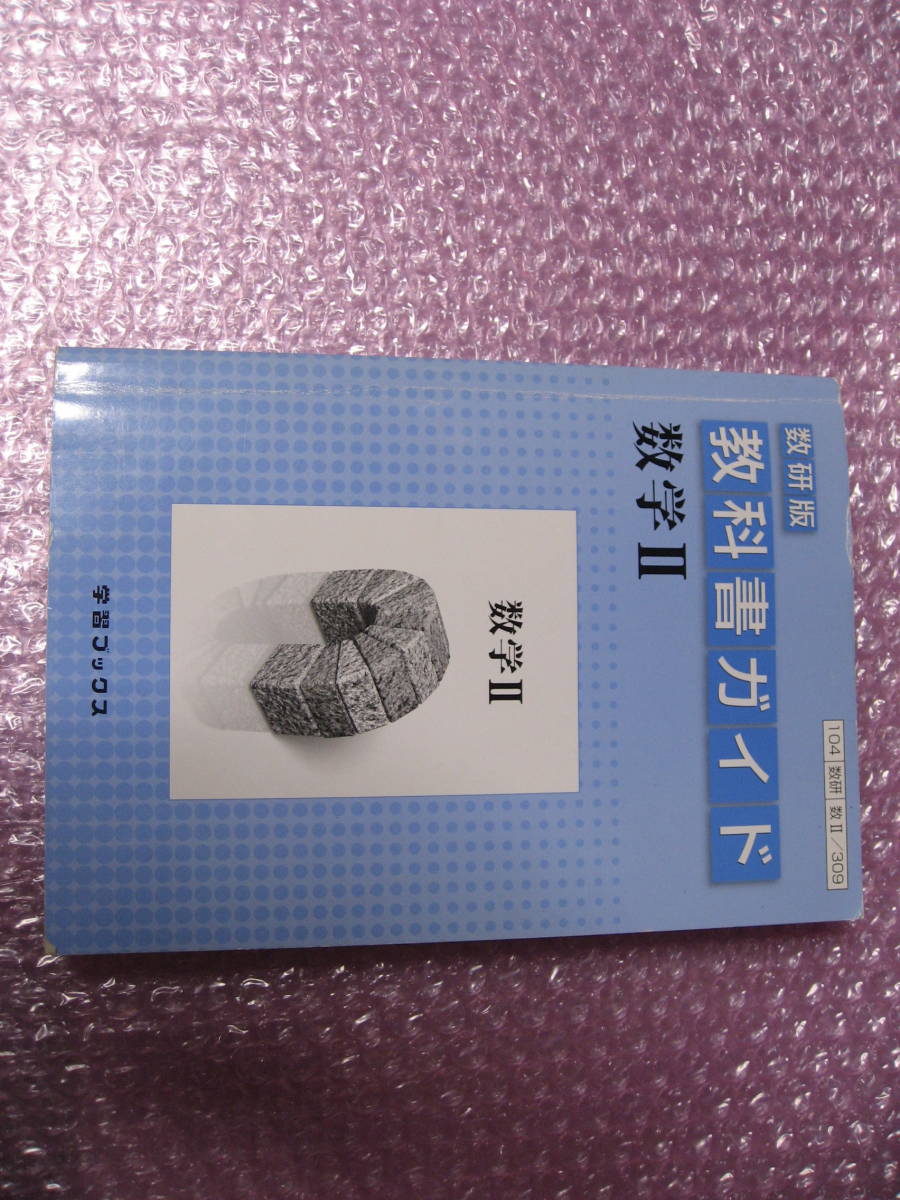 104 数研 数Ⅱ／309
数研版
教科書ガイド
数学Ⅱ
数学Ⅱ
学習ブックス